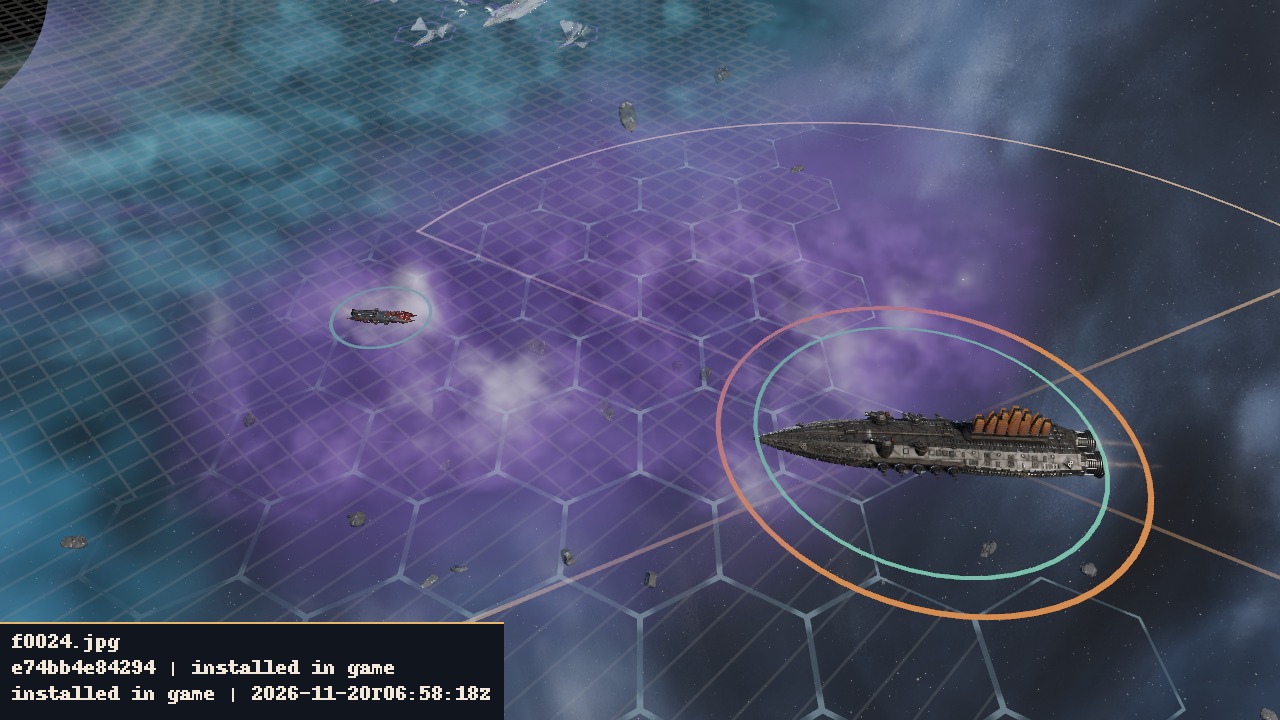 f0024.jpg
e74bb4e84294 | installed in game
installed in game | 2026-11-20T06:58:18Z